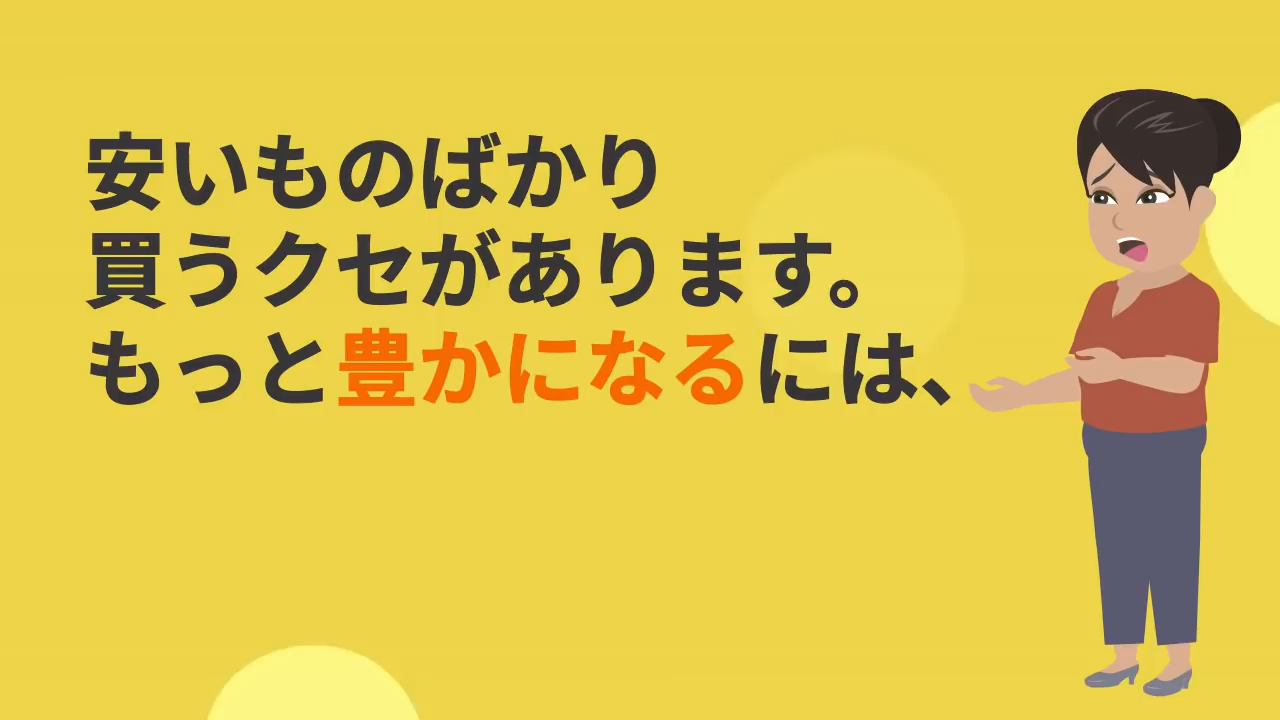 安いものばかり
買うクセがあります。
もっと豊かになるには、